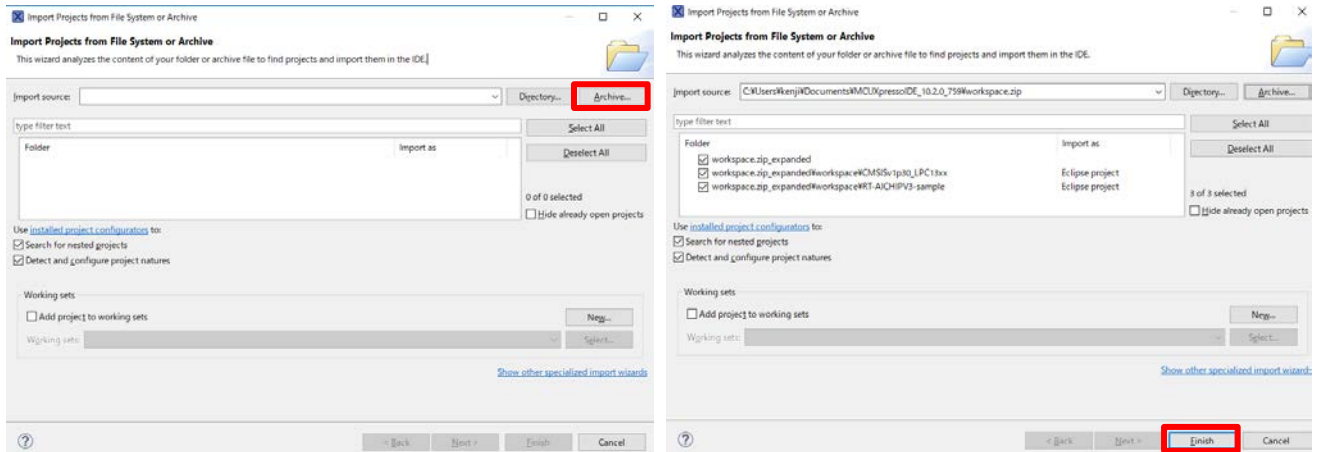 Import Projects from File System or Archive
Import Projects from File System or Archive
This wizard analyzes the content of your folder or archive file to find projects and import them in the IDE.
Import source:
Directory...
Archive...
type filter text
Select All
Folder
Import as
Deselect All
0 of 0 selected
Hide already open projects
Use installed project configurators to:
Search for nested projects
Detect and configure project natures
Working sets
Add project to working sets
New...
Working sets:
Select...
Show other specialized import wizards
< Back
Next >
Finish
Cancel
Import Projects from File System or Archive
Import Projects from File System or Archive
This wizard analyzes the content of your folder or archive file to find projects and import them in the IDE.
Import source:
C:¥Users¥kenji¥Documents¥MCUXpressoIDE_10.2.0_759¥workspace.zip
Directory...
Archive...
type filter text
Select All
Folder
Import as
Deselect All
workspace.zip_expanded
workspace.zip_expanded¥workspace¥CMSISv1p30_LPC13xx
Eclipse project
workspace.zip_expanded¥workspace¥RT-AICHIPV3-sample
Eclipse project
3 of 3 selected
Hide already open projects
Use installed project configurators to:
Search for nested projects
Detect and configure project natures
Working sets
Add project to working sets
New...
Working sets:
Select...
Show other specialized import wizards
< Back
Next >
Finish
Cancel